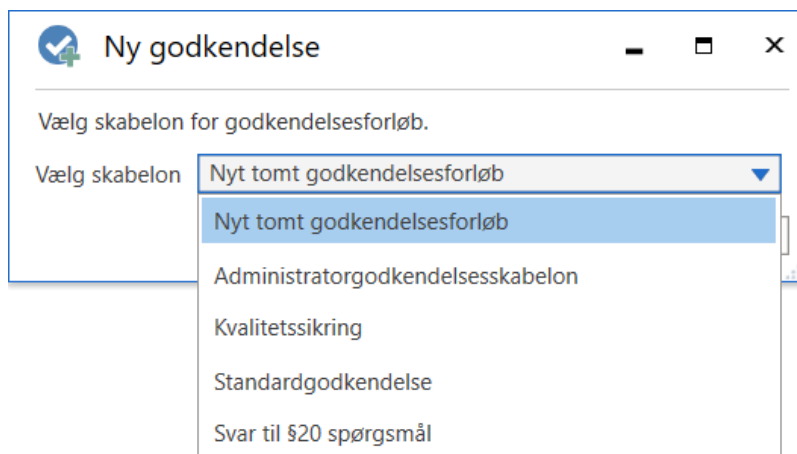 Ny godkendelse
Vælg skabelon for godkendelsesforløb.
Vælg skabelon Nyt tomt godkendelsesforløb
Nyt tomt godkendelsesforløb
Administratorgodkendelsesskabelon
Kvalitetssikring
Standardgodkendelse
Svar til §20 spørgsmål